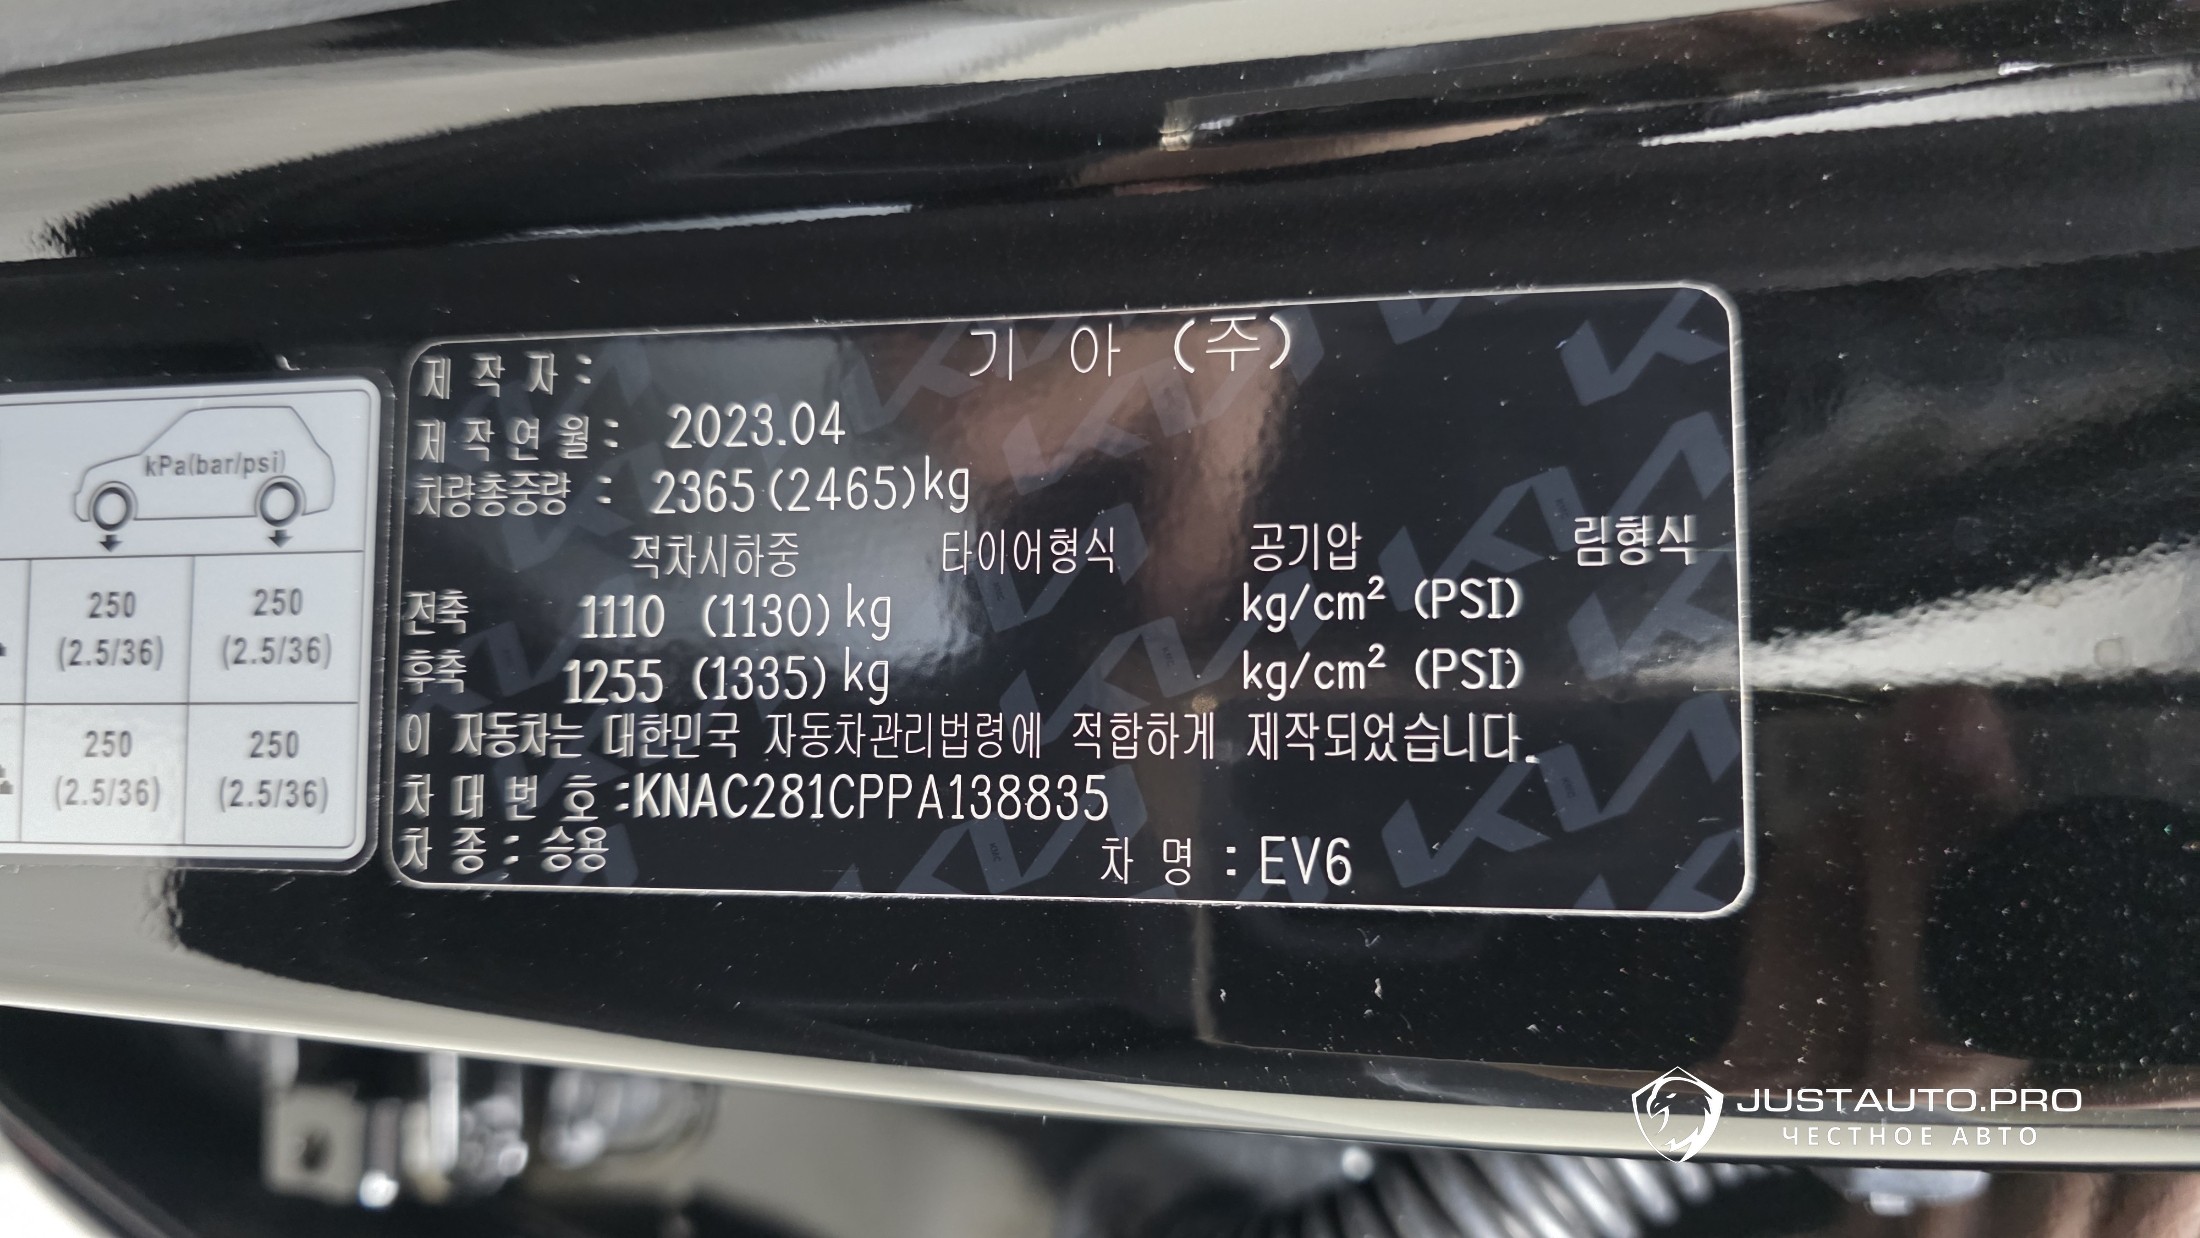 kPa(bar/psi)
250 250
(2.5/36) (2.5/36)
250 250
(2.5/36) (2.5/36)
제 작 자 : 기 아 (주)
제 작 연 월 : 2023.04
차량총중량 : 2365(2465)kg
적차시하중 타이어형식 공기압 림형식
전축 1110 (1130)kg kg/cm² (PSI)
후축 1255 (1335)kg kg/cm² (PSI)
이 자동차는 대한민국 자동차관리법령에 적합하게 제작되었습니다.
차 대 번 호 :KNAC281CPPA138835
차 종 : 승용 차 명 : EV6
JUSTAUTO.PRO
ЧЕСТНОЕ АВТО